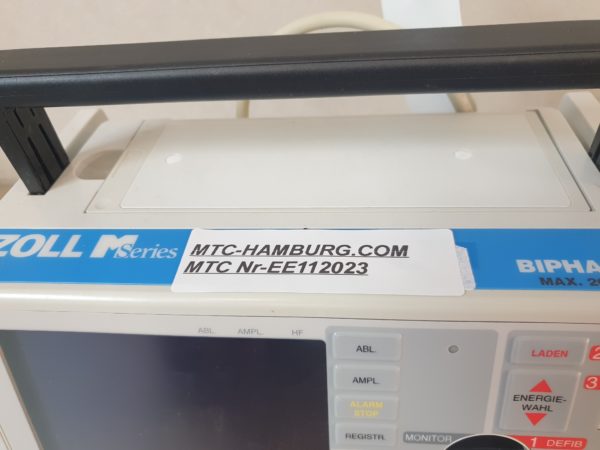 ZOLL M Series
MTC-HAMBURG.COM
MTC Nr-EE112023
BIPHA
MAX. 20
ABL. AMPL. HF
ABL.
AMPL.
ALARM
STOP
REGISTR.
MONITOR
LADEN
2
3
ENERGIE-
WAHL
1 DEFIB